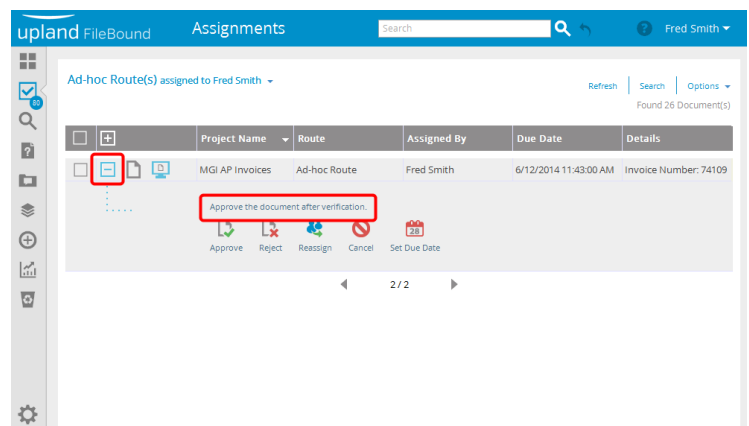 upland FileBound
Assignments
Search
?
Fred Smith
80
Ad-hoc Route(s) assigned to Fred Smith
Refresh
Search
Options
Found 26 Document(s)
Project Name
Route
Assigned By
Due Date
Details
MGI AP Invoices
Ad-hoc Route
Fred Smith
6/12/2014 11:43:00 AM
Invoice Number: 74109
Approve the document after verification.
28
Approve
Reject
Reassign
Cancel
Set Due Date
2 / 2